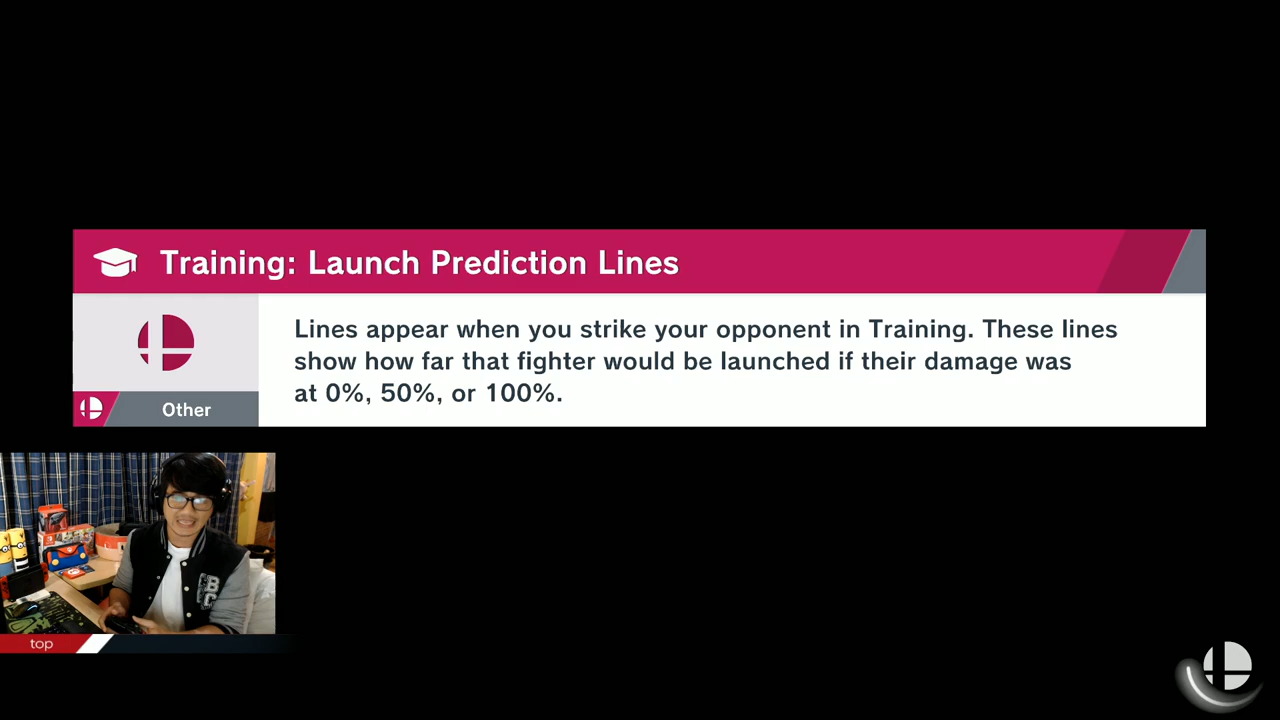 Training: Launch Prediction Lines
Lines appear when you strike your opponent in Training. These lines
show how far that fighter would be launched if their damage was
at 0%, 50%, or 100%.
Other
B
C
top